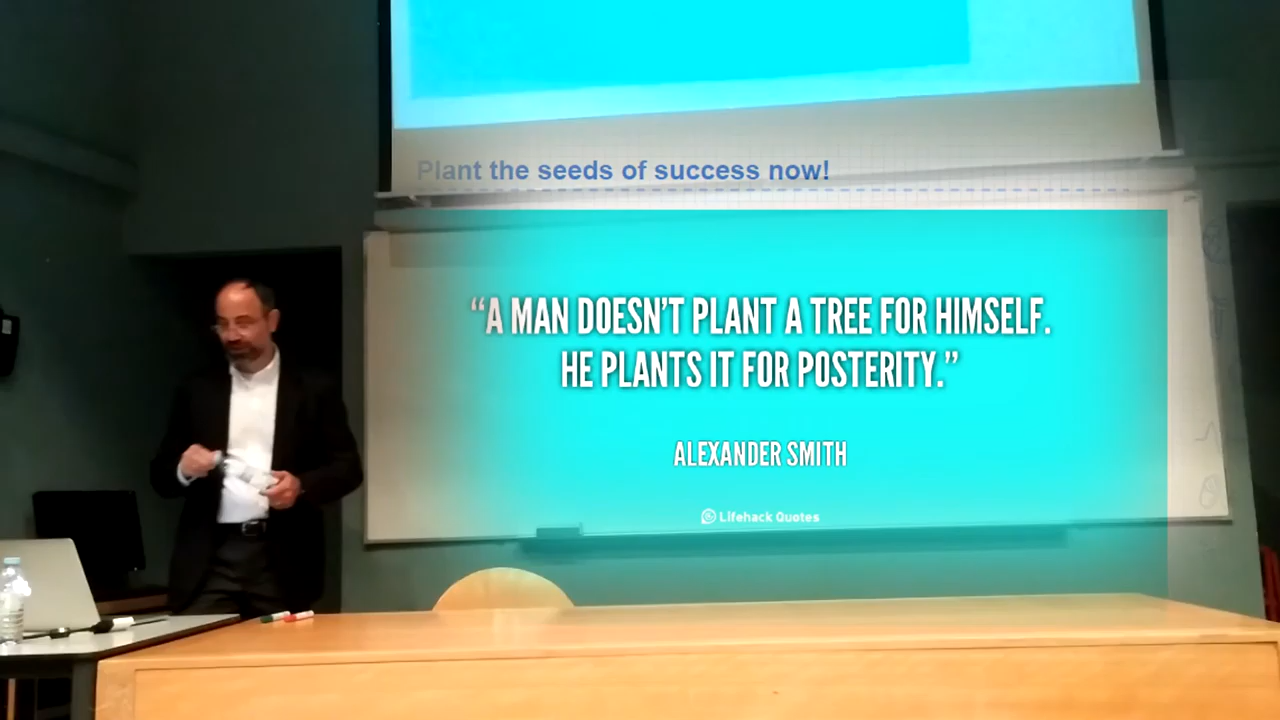 Plant the seeds of success now!
“A MAN DOESN’T PLANT A TREE FOR HIMSELF.
HE PLANTS IT FOR POSTERITY.”
ALEXANDER SMITH
Lifehack Quotes